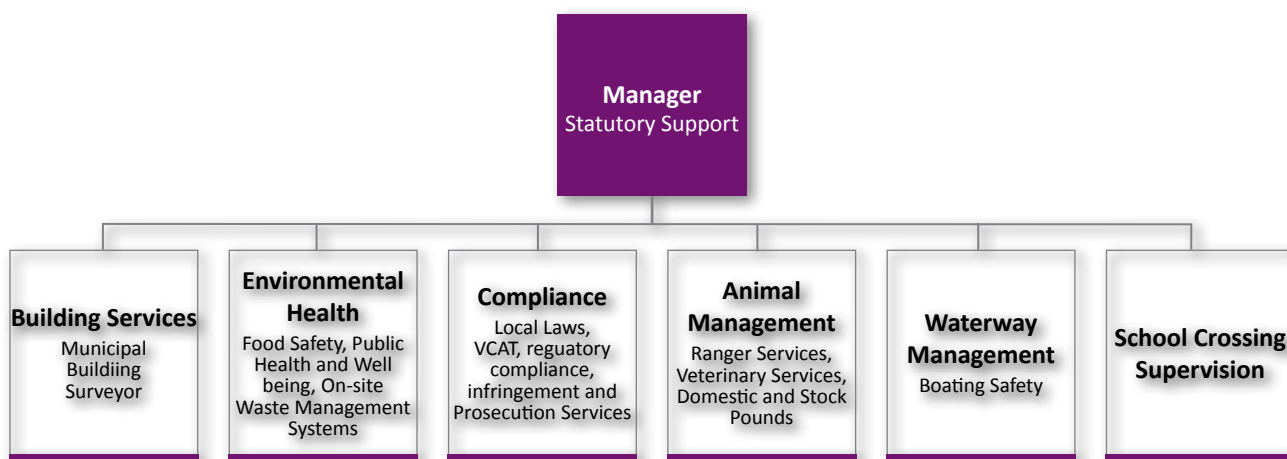 Manager
Statutory Support
Building Services
Municipal
Buildiing
Surveyor
Environmental
Health
Food Safety, Public
Health and Well
being, On-site
Waste Management
Systems
Compliance
Local Laws,
VCAT, reguatory
compliance,
infringement and
Prosecution Services
Animal
Management
Ranger Services,
Veterinary Services,
Domestic and Stock
Pounds
Waterway
Management
Boating Safety
School Crossing
Supervision